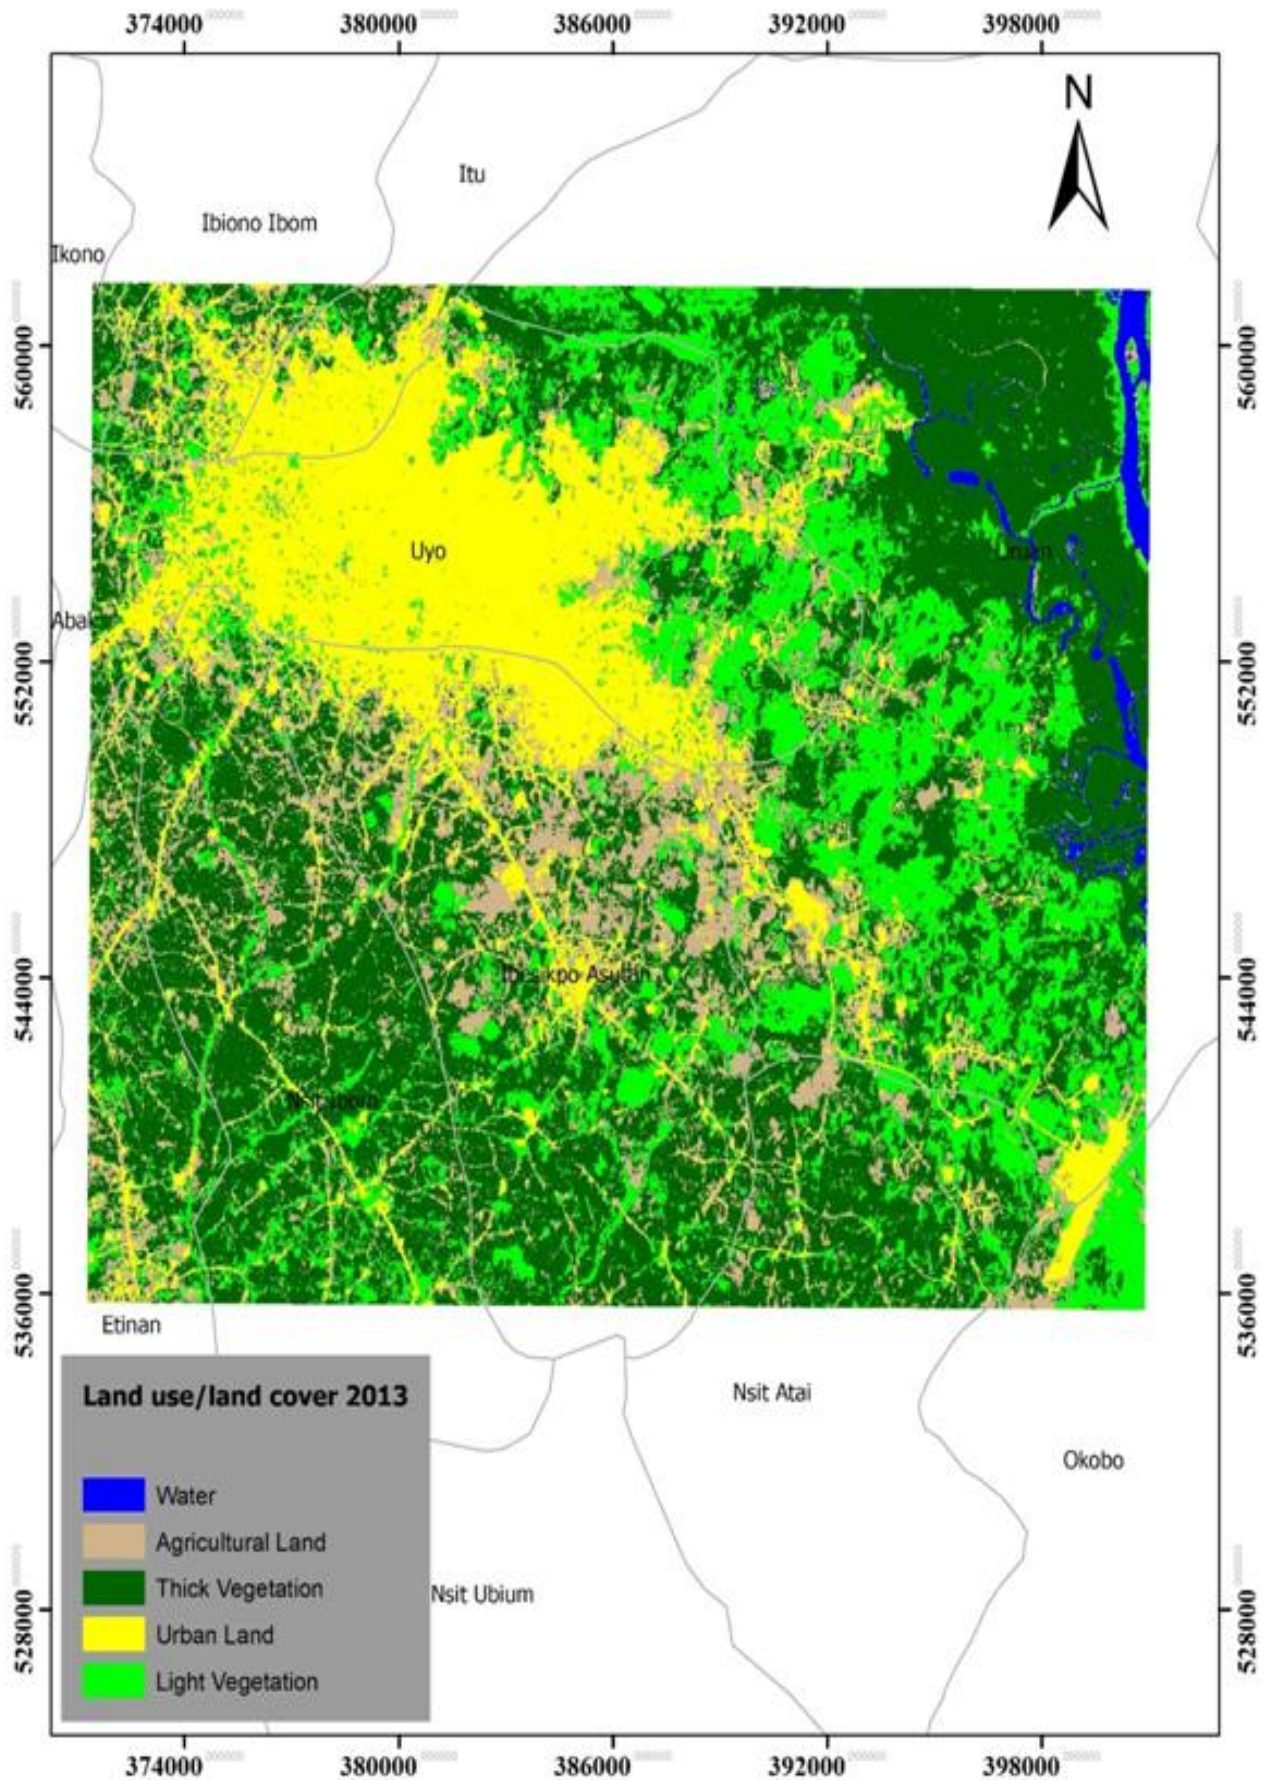 374000 380000 386000 392000 398000
N
Itu
Ibiono Ibom
Ikono
560000 560000
Uyo
Uruan
Abak
552000 552000
544000 544000
Etinan
536000 536000
Land use/land cover 2013
Water
Agricultural Land
Thick Vegetation
Urban Land
Light Vegetation
Nsit Atai
Okobo
Nsit Ubium
528000 528000
374000 380000 386000 392000 398000